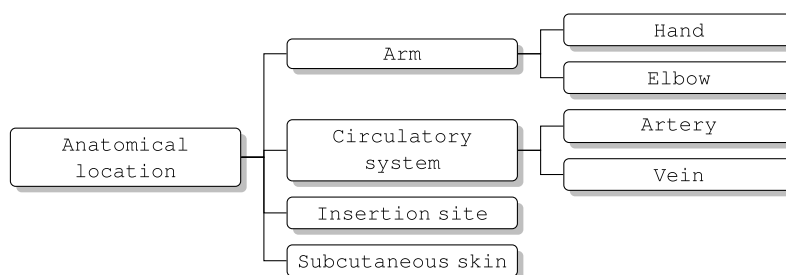 Hand
Arm
Elbow
Artery
Anatomical
location
Circulatory
system
Vein
Insertion site
Subcutaneous skin